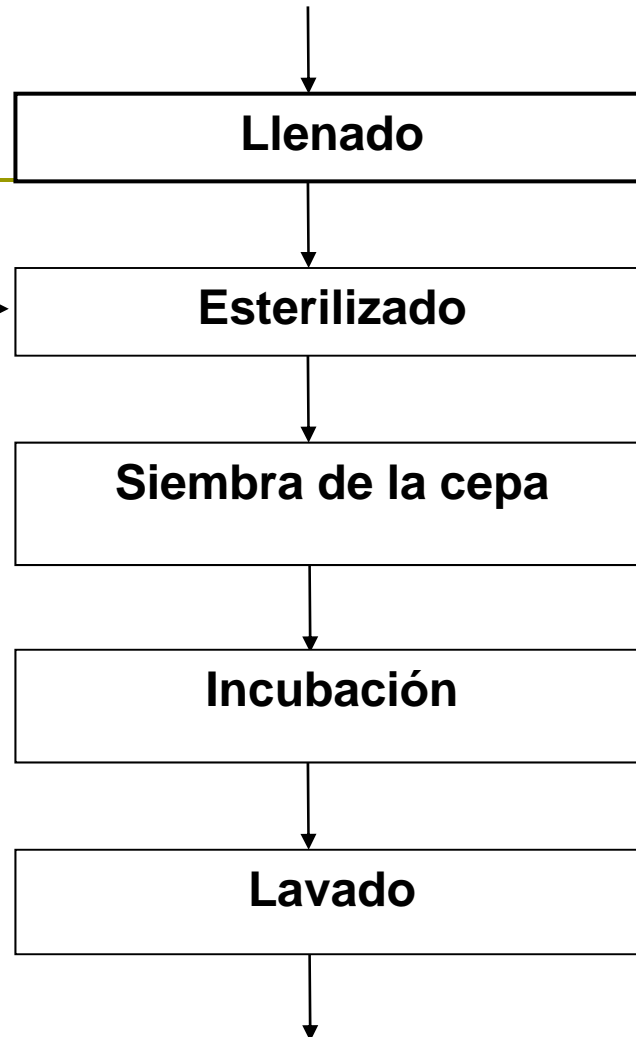 Llenado
Esterilizado
Siembra de la cepa
Incubación
Lavado